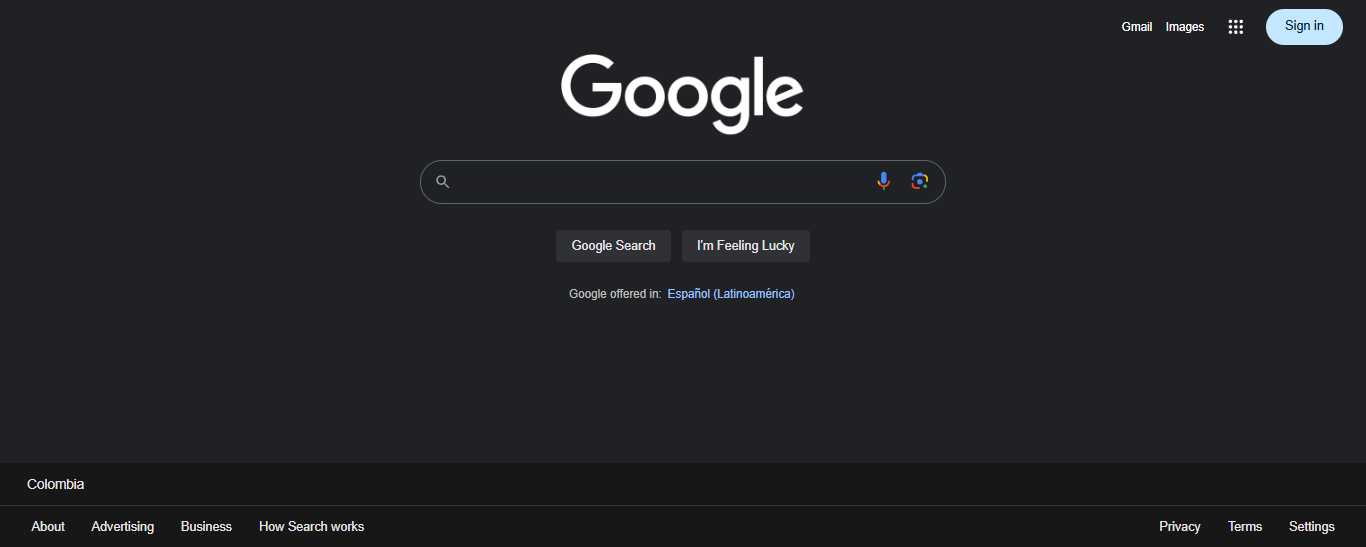 Gmail Images Sign in
Google
Google Search I'm Feeling Lucky
Google offered in: Español (Latinoamérica)
Colombia
About Advertising Business How Search works Privacy Terms Settings